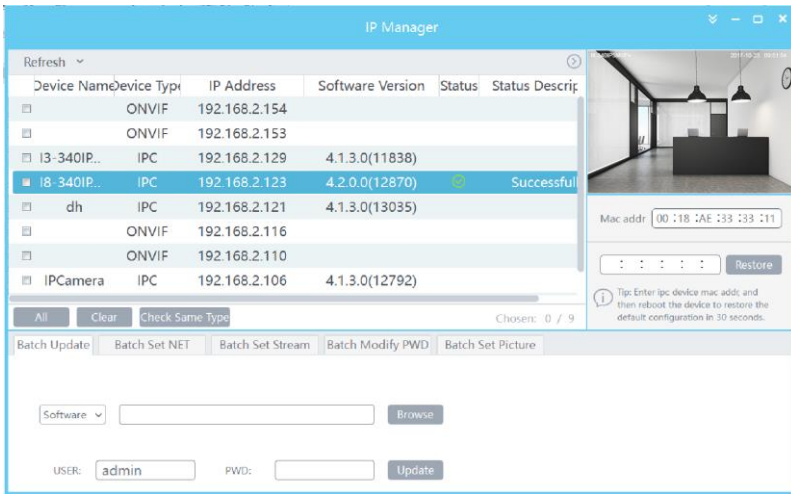 IP Manager
Refresh
Device Name Device Type IP Address Software Version Status Status Descrip
ONVIF 192.168.2.154
ONVIF 192.168.2.153
I3-340IP... IPC 192.168.2.129 4.1.3.0(11838)
I8-340IP... IPC 192.168.2.123 4.2.0.0(12870) Successfull
dh IPC 192.168.2.121 4.1.3.0(13035)
ONVIF 192.168.2.116
ONVIF 192.168.2.110
IPCamera IPC 192.168.2.106 4.1.3.0(12792)
All Clear Check Same Type Chosen: 0 / 9
Mac addr 00 :18 :AE :33 :33 :11
: : : : : Restore
Tip: Enter ipc device mac addr, and
then reboot the device to restore the
default configuration in 30 seconds.
Batch Update Batch Set NET Batch Set Stream Batch Modify PWD Batch Set Picture
Software Browse
USER: admin PWD: Update